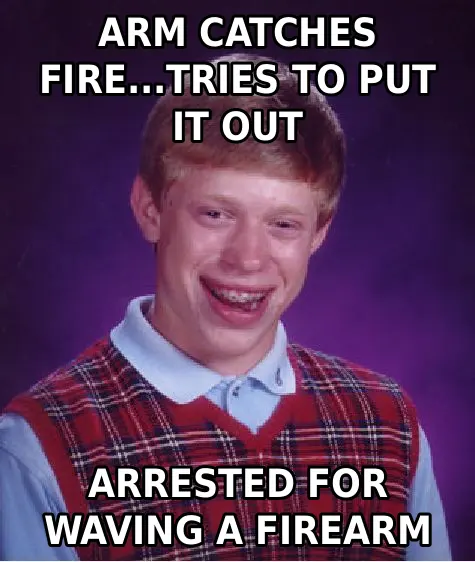 ARM CATCHES
FIRE...TRIES TO PUT
IT OUT
ARRESTED FOR
WAVING A FIREARM